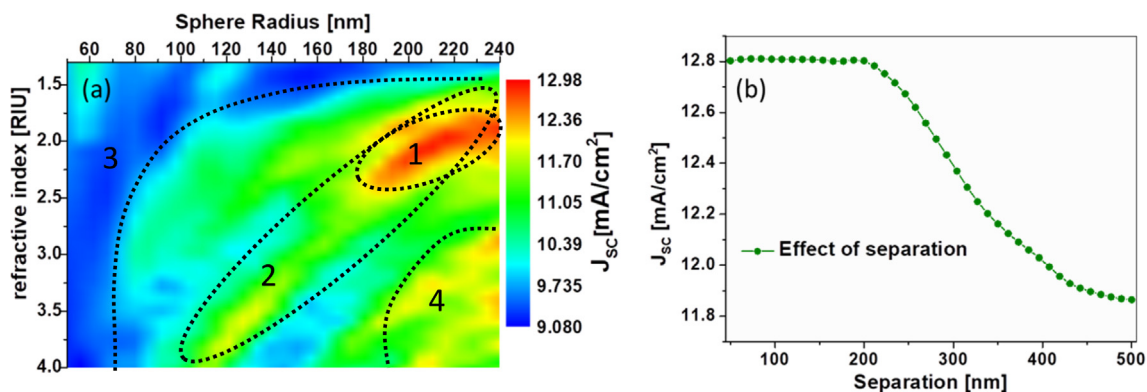 Sphere Radius [nm]
60 80 100 120 140 160 180 200 220 240
refractive index [RIU]
1.5
2.0
2.5
3.0
3.5
4.0
(a)
1
2
3
4
12.98
12.36
11.70
11.05
10.39
9.735
9.080
JSC[mA/cm²]
(b)
JSC [mA/cm²]
12.8
12.6
12.4
12.2
12.0
11.8
Effect of separation
100 200 300 400 500
Separation [nm]